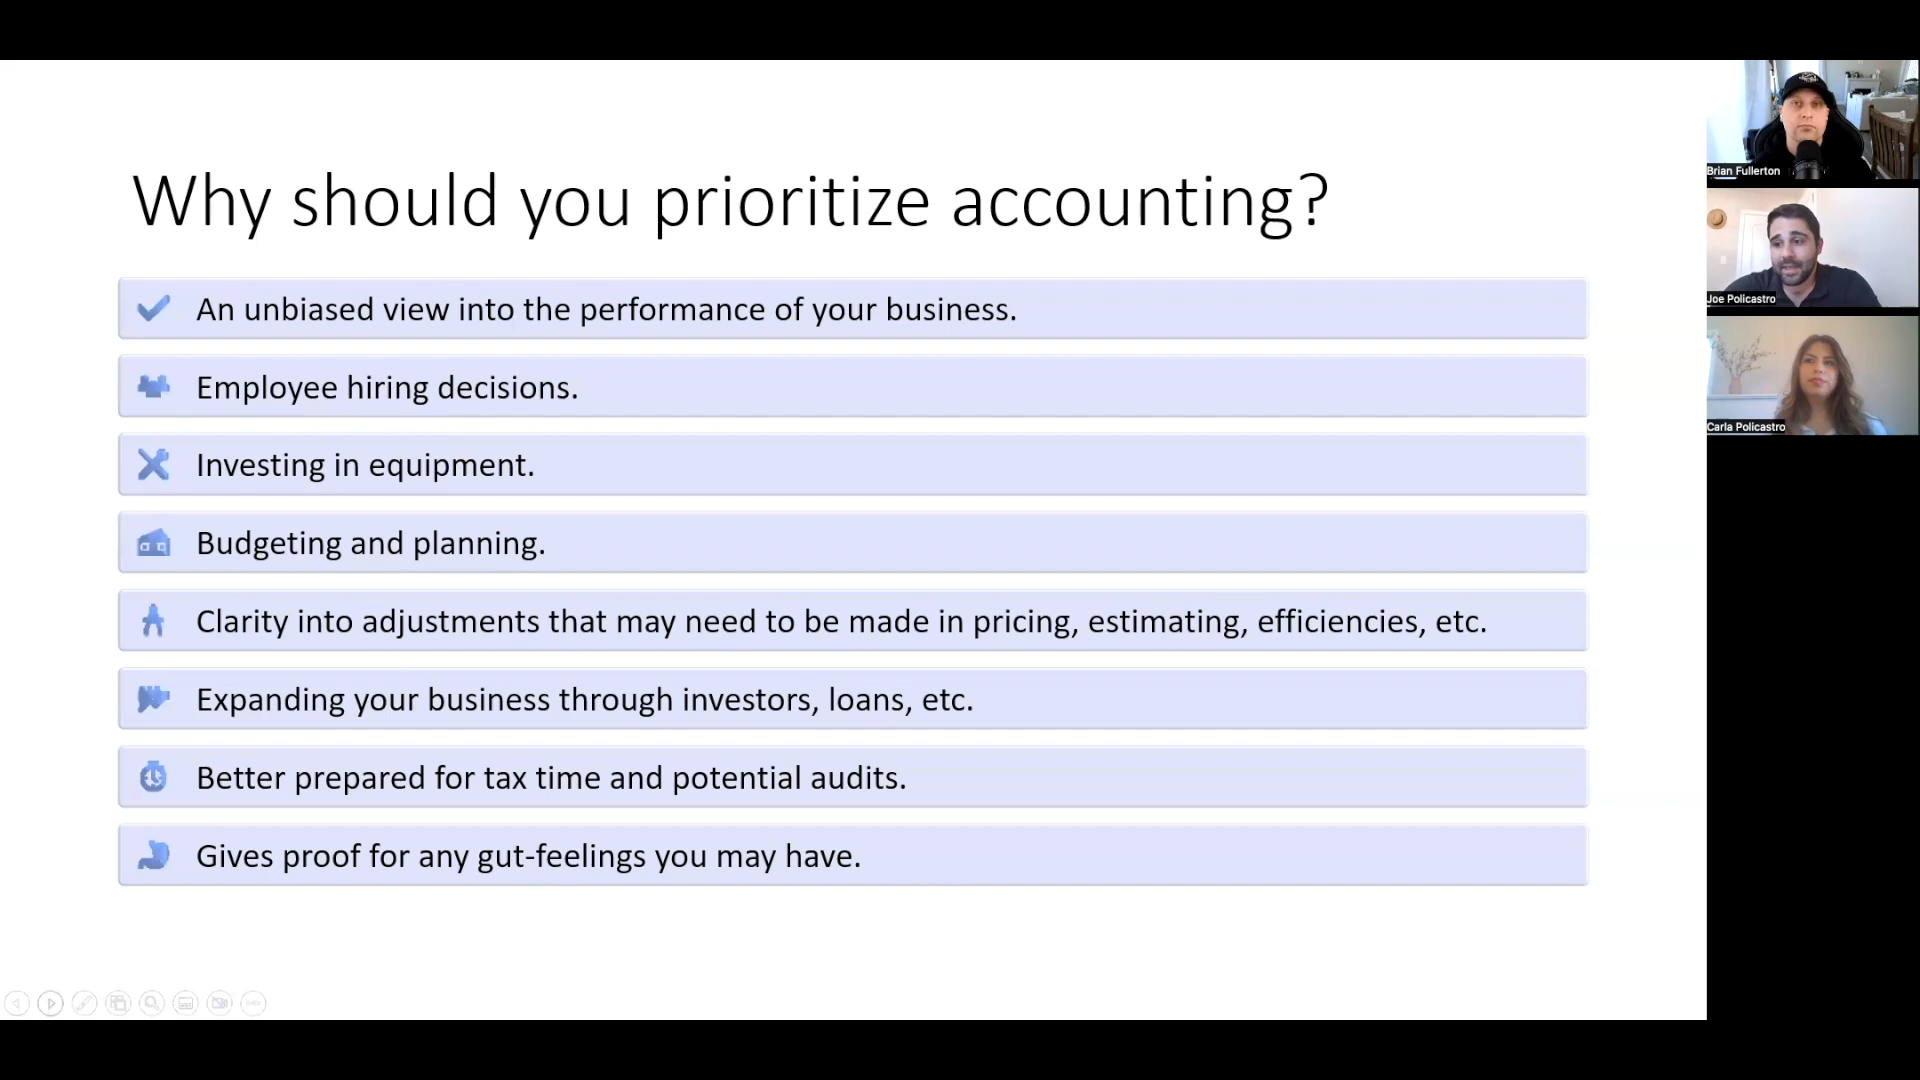 Why should you prioritize accounting?
An unbiased view into the performance of your business.
Employee hiring decisions.
Investing in equipment.
Budgeting and planning.
Clarity into adjustments that may need to be made in pricing, estimating, efficiencies, etc.
Expanding your business through investors, loans, etc.
Better prepared for tax time and potential audits.
Gives proof for any gut-feelings you may have.
Brian Fullerton
Joe Policastro
Carla Policastro